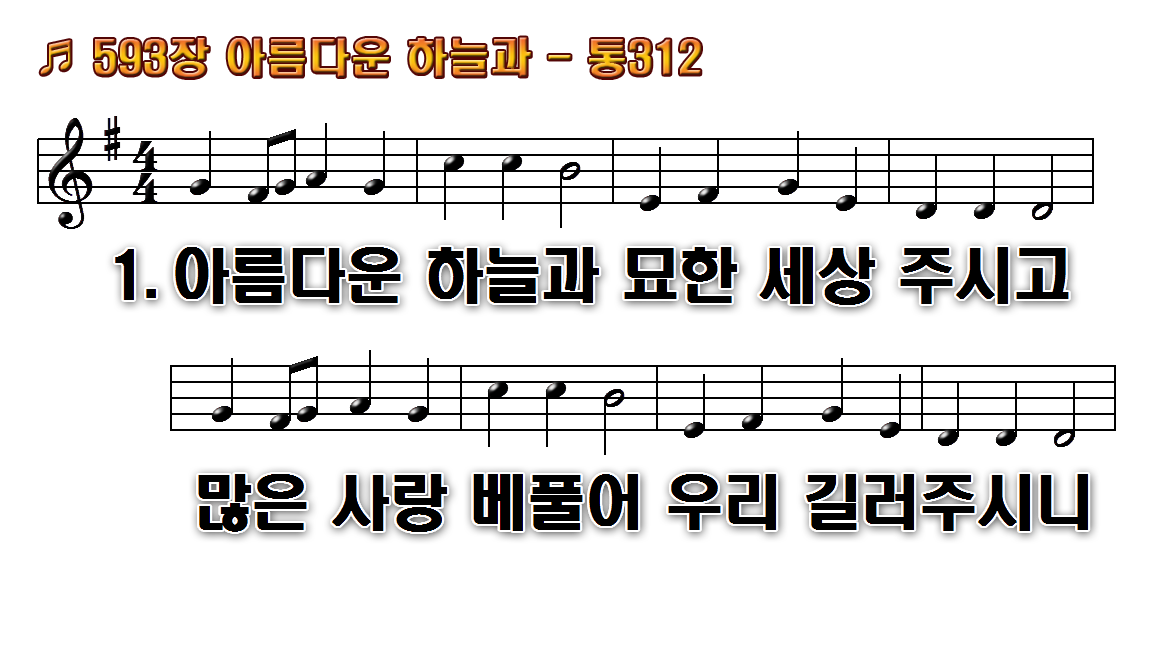 ♬ 593장 아름다운 하늘과 - 통312
4
4
1. 아름다운 하늘과 묘한 세상 주시고
많은 사랑 베풀어 우리 길러주시니